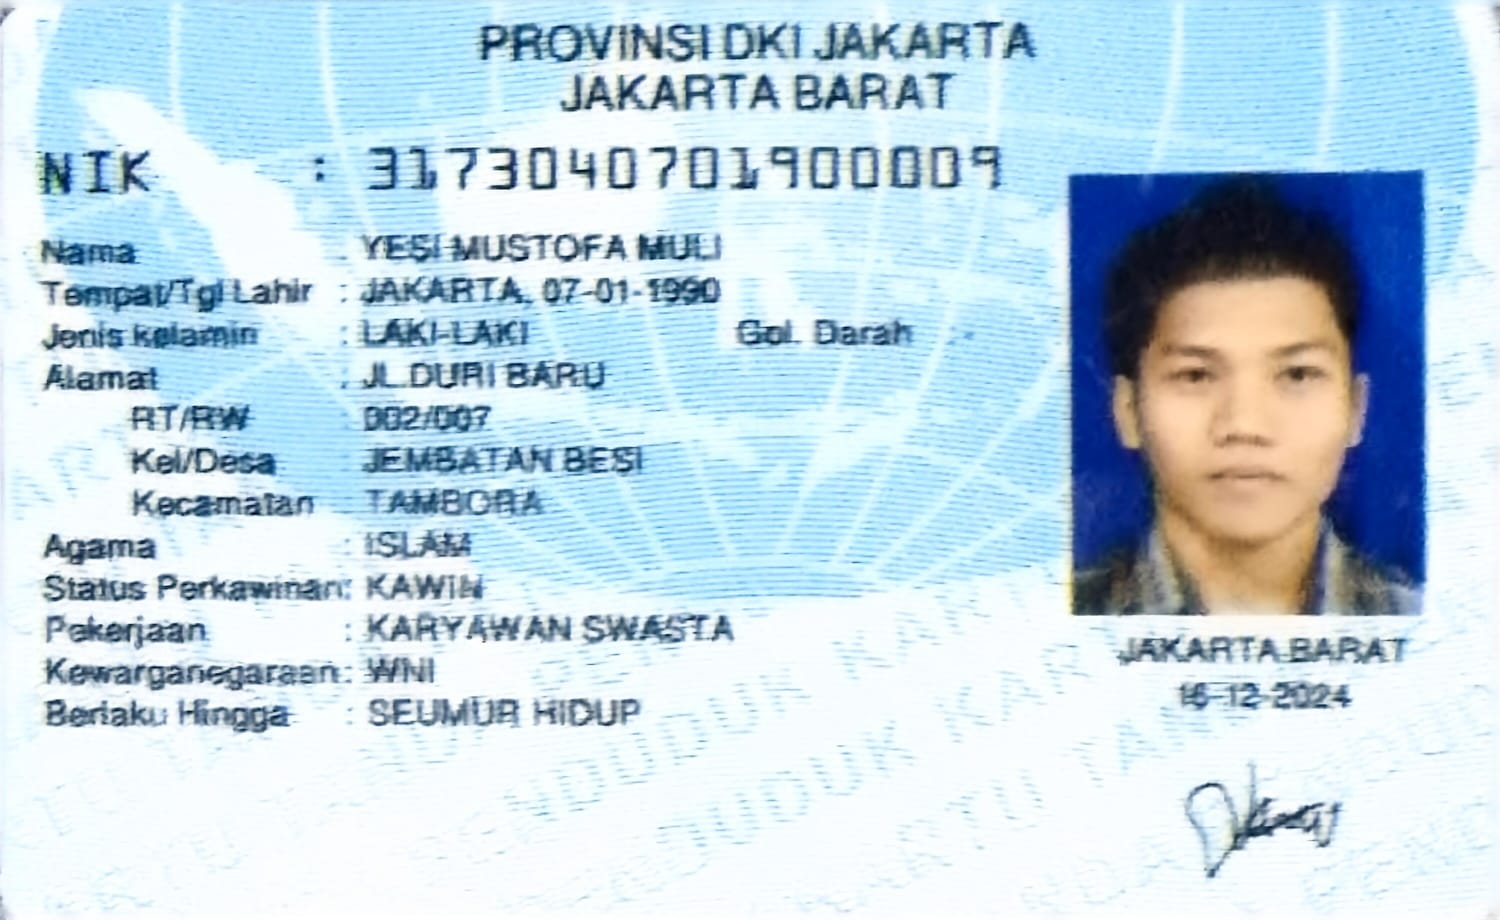 PROVINSI DKI JAKARTA
JAKARTA BARAT
NIK : 3173040701900009
Nama : YESI MUSTOFA MULI
Tempat/Tgl Lahir : JAKARTA, 07-01-1990
Jenis kelamin : LAKI-LAKI Gol. Darah : -
Alamat : JL.DURI BARU
RT/RW : 002/007
Kel/Desa : JEMBATAN BESI
Kecamatan : TAMBORA
Agama : ISLAM
Status Perkawinan: KAWIN
Pekerjaan : KARYAWAN SWASTA
Kewarganegaraan: WNI
Berlaku Hingga : SEUMUR HIDUP
JAKARTA BARAT
16-12-2024